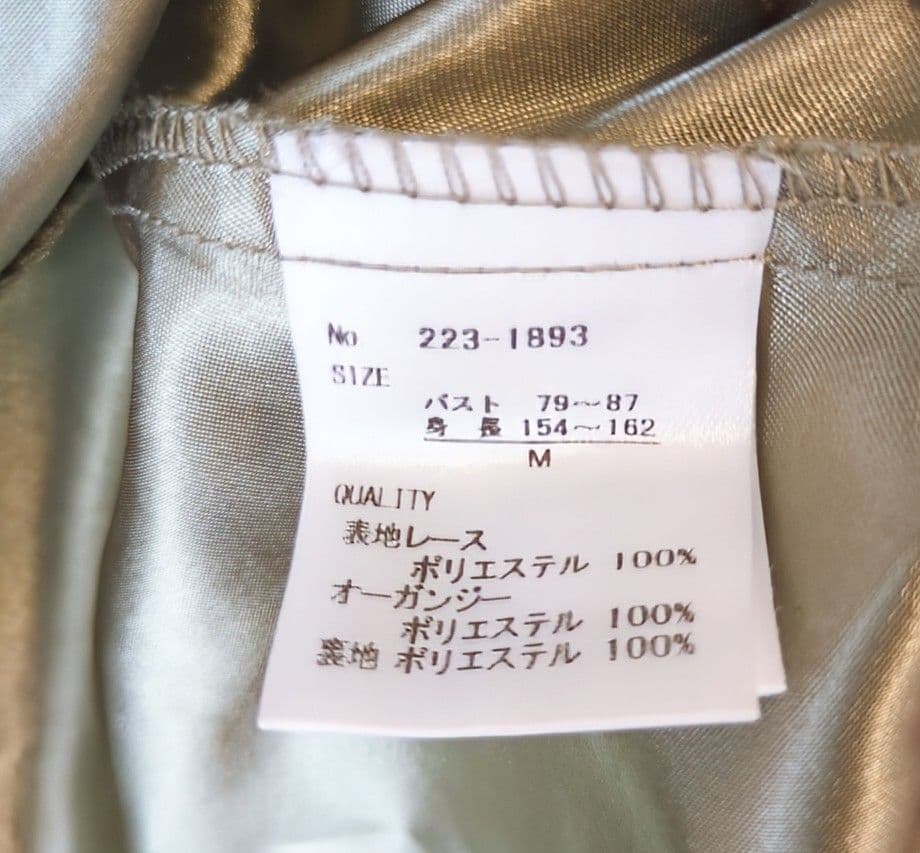 No 223-1893
SIZE
バスト 79～87
身長 154～162
M
QUALITY
表地レース
ポリエステル 100%
オーガンジー
ポリエステル 100%
裏地 ポリエステル 100%